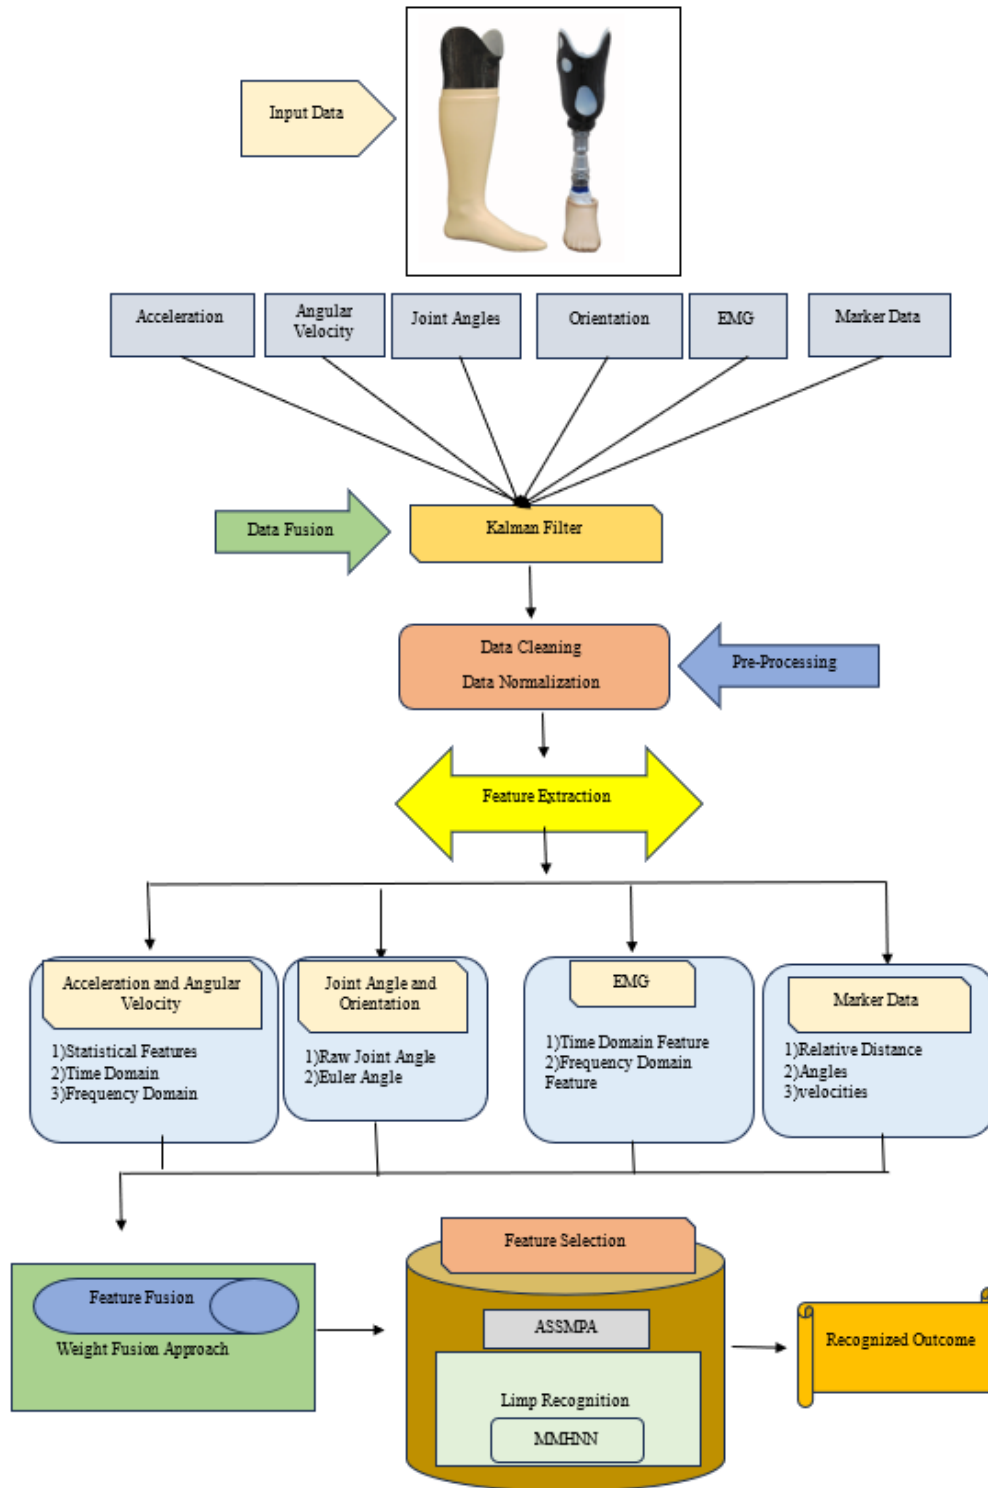 Input Data
Acceleration
Angular
Velocity
Joint Angles
Orientation
EMG
Marker Data
Data Fusion
Kalman Filter
Data Cleaning
Data Normalization
Pre-Processing
Feature Extraction
Acceleration and Angular
Velocity
1)Statistical Features
2)Time Domain
3)Frequency Domain
Joint Angle and
Orientation
1)Raw Joint Angle
2)Euler Angle
EMG
1)Time Domain Feature
2)Frequency Domain
Feature
Marker Data
1)Relative Distance
2)Angles
3)velocities
Feature Fusion
Weight Fusion Approach
Feature Selection
ASSMPA
Limp Recognition
MMHNN
Recognized Outcome